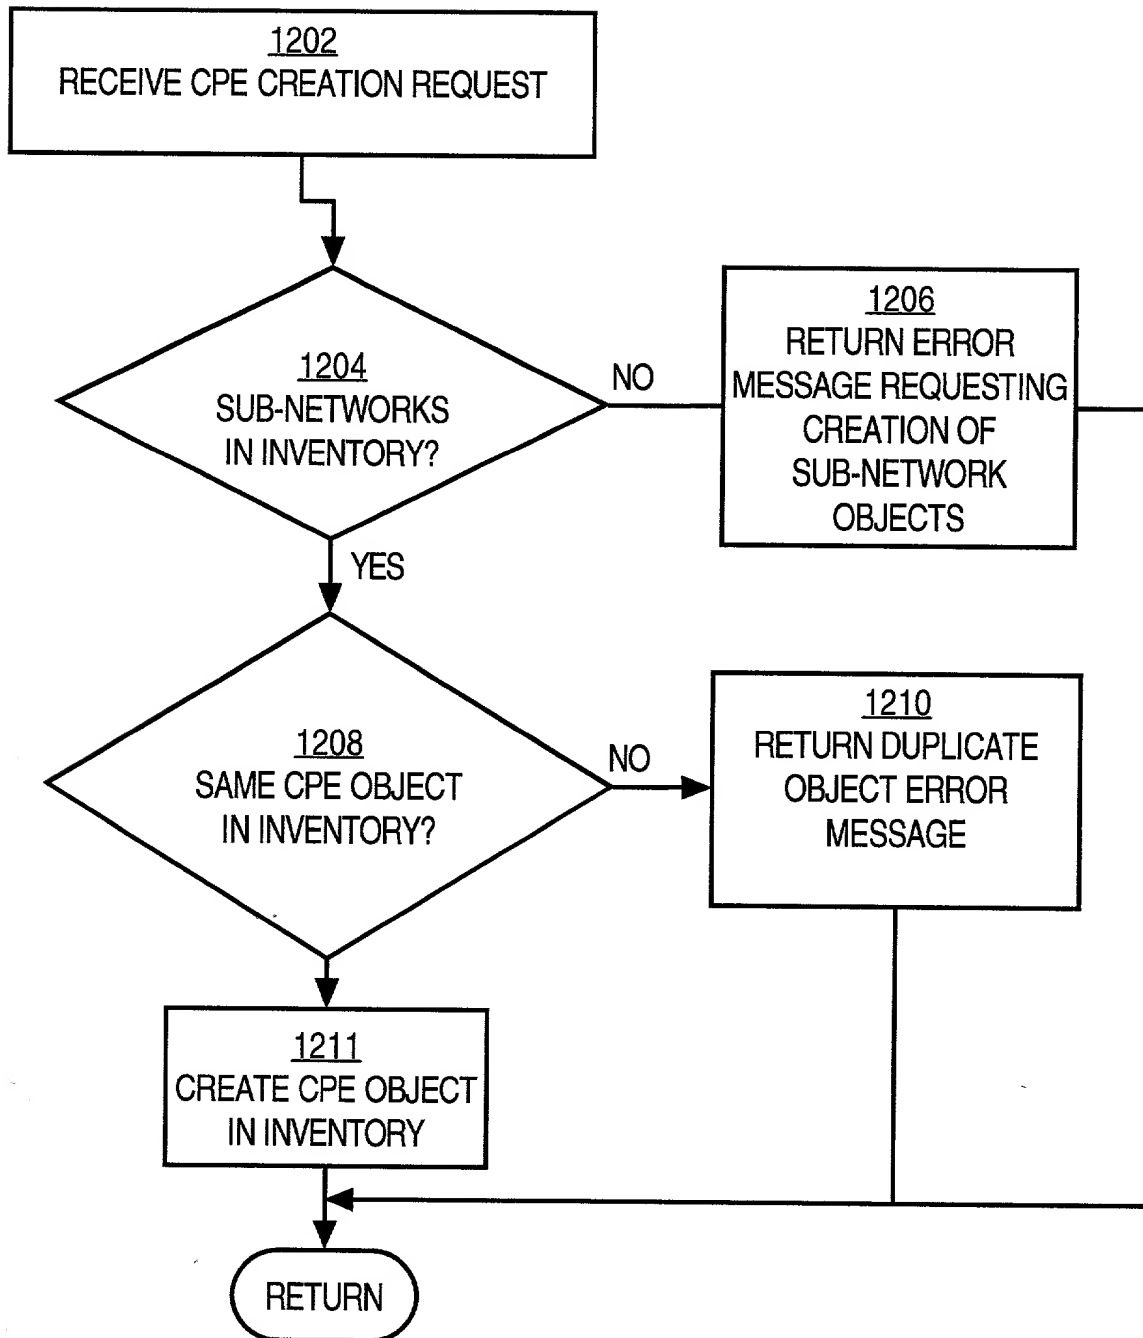 1202
RECEIVE CPE CREATION REQUEST
1204
SUB-NETWORKS
IN INVENTORY?
NO
1206
RETURN ERROR
MESSAGE REQUESTING
CREATION OF
SUB-NETWORK
OBJECTS
YES
1208
SAME CPE OBJECT
IN INVENTORY?
NO
1210
RETURN DUPLICATE
OBJECT ERROR
MESSAGE
1211
CREATE CPE OBJECT
IN INVENTORY
RETURN